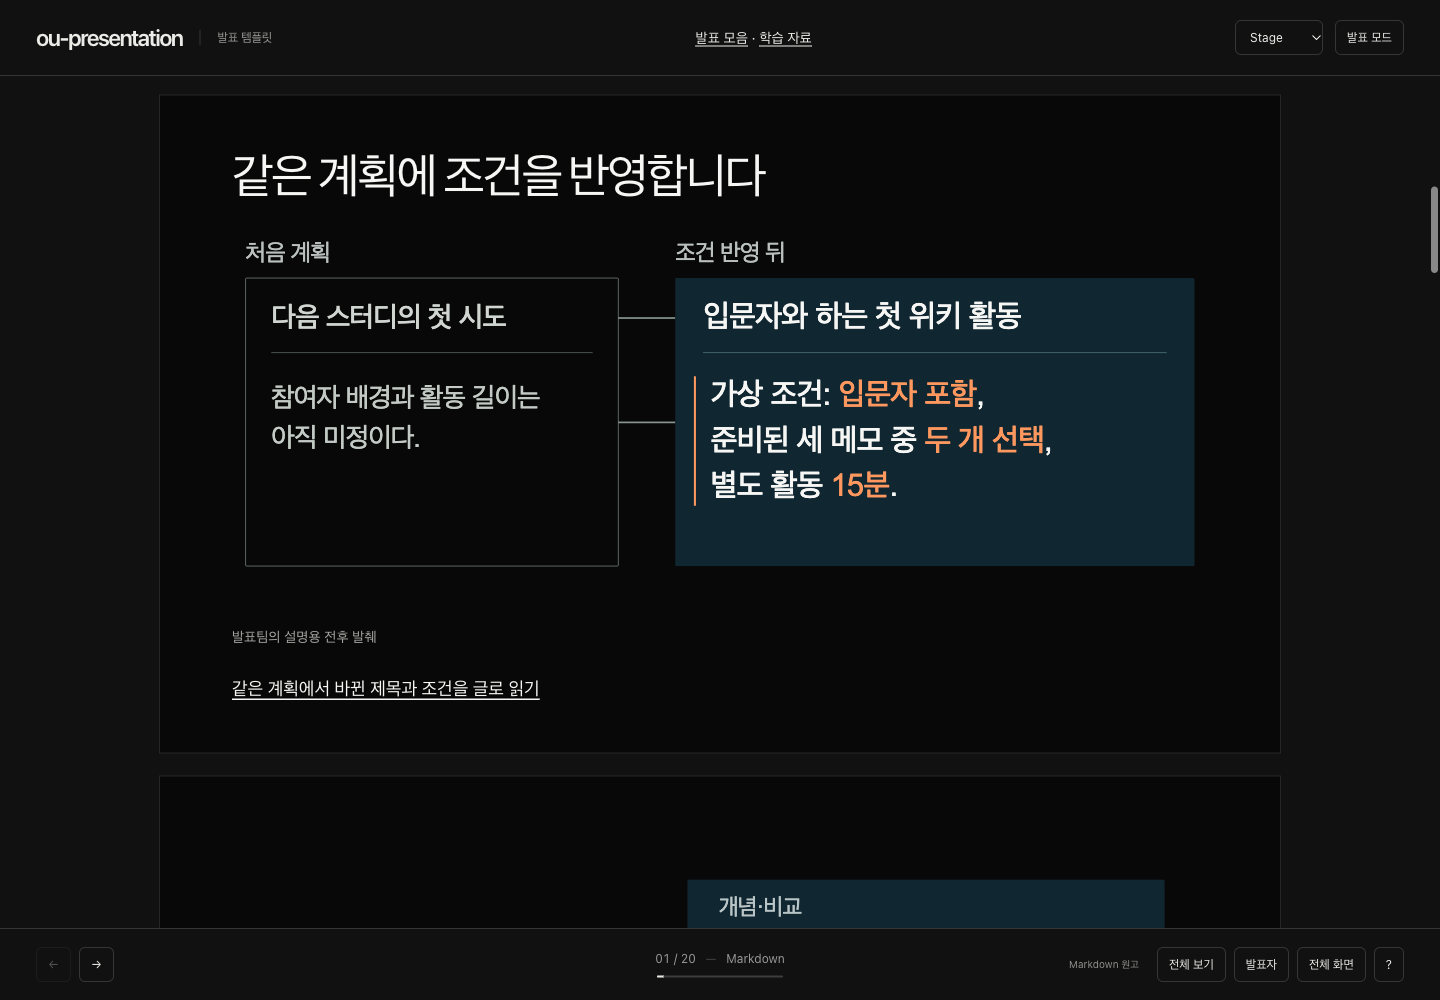 ou-presentation
발표 템플릿
발표 모음 · 학습 자료
Stage
발표 모드
같은 계획에 조건을 반영합니다
처음 계획
다음 스터디의 첫 시도
참여자 배경과 활동 길이는
아직 미정이다.
조건 반영 뒤
입문자와 하는 첫 위키 활동
가상 조건: 입문자 포함,
준비된 세 메모 중 두 개 선택,
별도 활동 15분.
발표팀의 설명용 전후 발췌
같은 계획에서 바뀐 제목과 조건을 글로 읽기
개념·비교
←
→
01 / 20 — Markdown
Markdown 원고
전체 보기
발표자
전체 화면
?